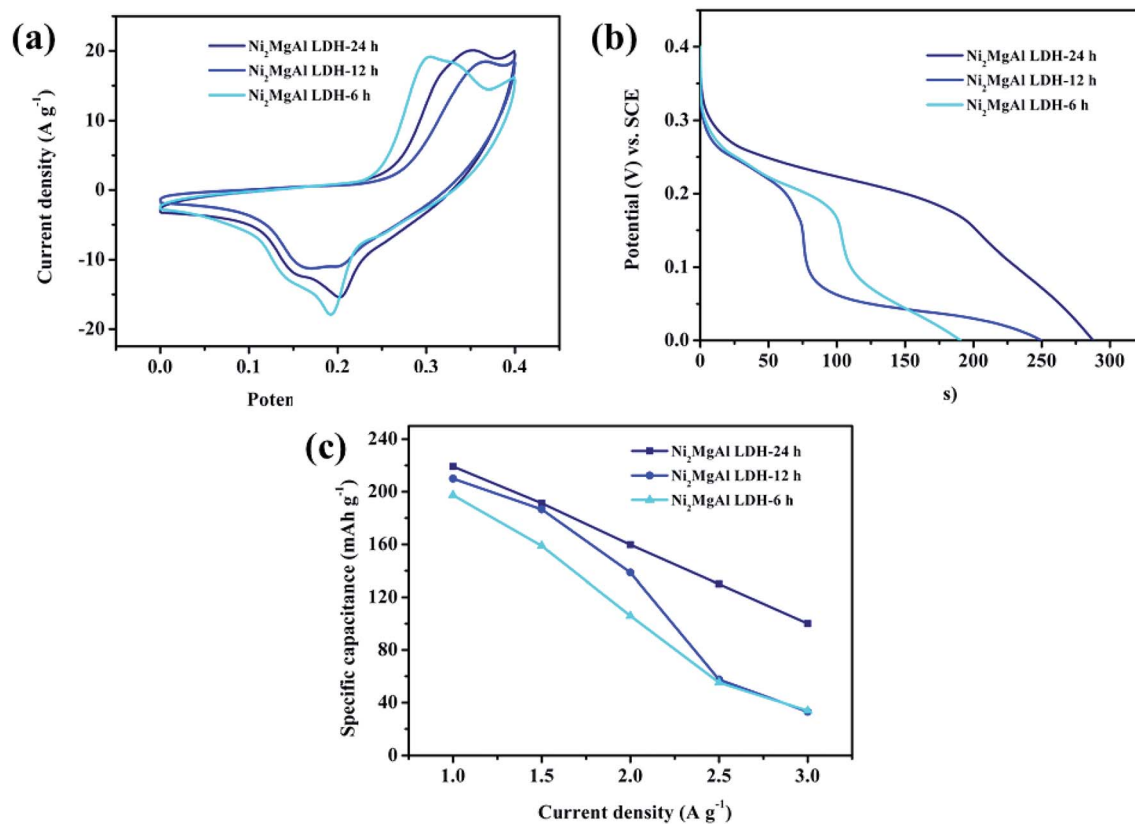 (a)
Ni₂MgAl LDH-24 h
Ni₂MgAl LDH-12 h
Ni₂MgAl LDH-6 h
Current density (A g⁻¹)
20
10
0
-10
-20
0.0 0.1 0.2 0.3 0.4
Poten
(b)
Ni₂MgAl LDH-24 h
Ni₂MgAl LDH-12 h
Ni₂MgAl LDH-6 h
Potential (V) vs. SCE
0.4
0.3
0.2
0.1
0.0
0 50 100 150 200 250 300
s)
(c)
Ni₂MgAl LDH-24 h
Ni₂MgAl LDH-12 h
Ni₂MgAl LDH-6 h
Specific capacitance (mAh g⁻¹)
240
200
160
120
80
40
0
1.0 1.5 2.0 2.5 3.0
Current density (A g⁻¹)